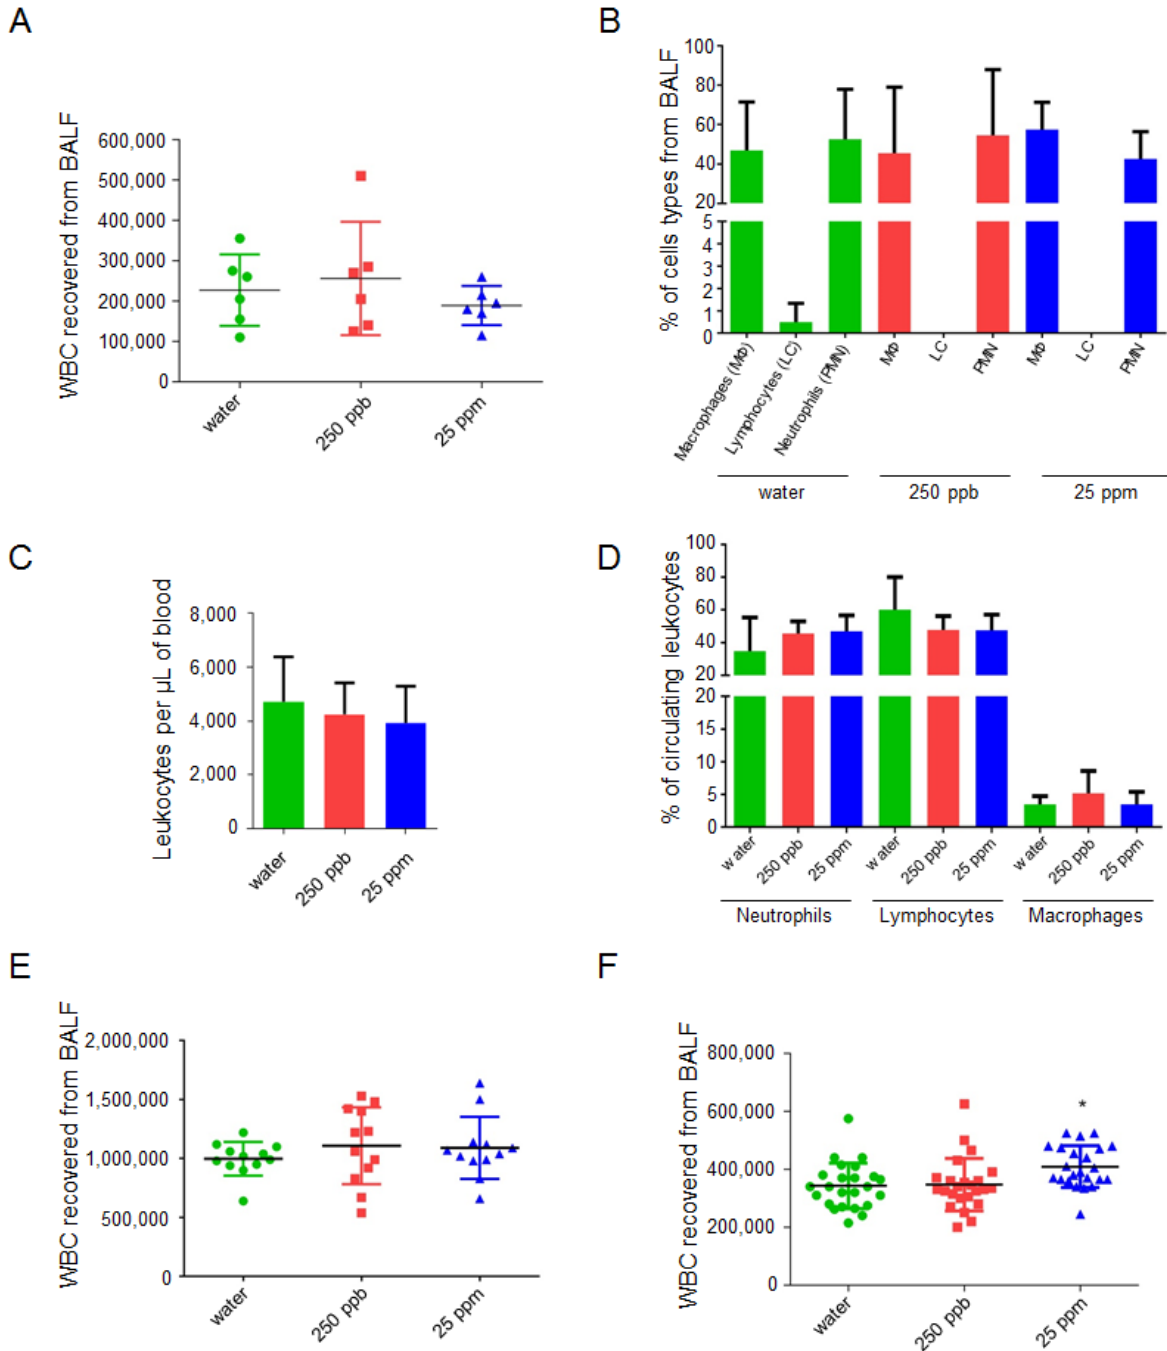 A
WBC recovered from BALF
600,000
500,000
400,000
300,000
200,000
100,000
0
water
250 ppb
25 ppm
B
% of cells types from BALF
100
80
60
40
20
5
4
3
2
1
0
Macrophages (MΦ)
Lymphocytes (LC)
Neutrophils (PMN)
MΦ
LC
PMN
MΦ
LC
PMN
water
250 ppb
25 ppm
C
Leukocytes per µL of blood
8,000
6,000
4,000
2,000
0
water
250 ppb
25 ppm
D
% of circulating leukocytes
100
80
60
40
20
20
15
10
5
0
water
250 ppb
25 ppm
water
250 ppb
25 ppm
water
250 ppb
25 ppm
Neutrophils
Lymphocytes
Macrophages
E
WBC recovered from BALF
2,000,000
1,500,000
1,000,000
500,000
0
water
250 ppb
25 ppm
F
WBC recovered from BALF
800,000
600,000
400,000
200,000
0
*
water
250 ppb
25 ppm